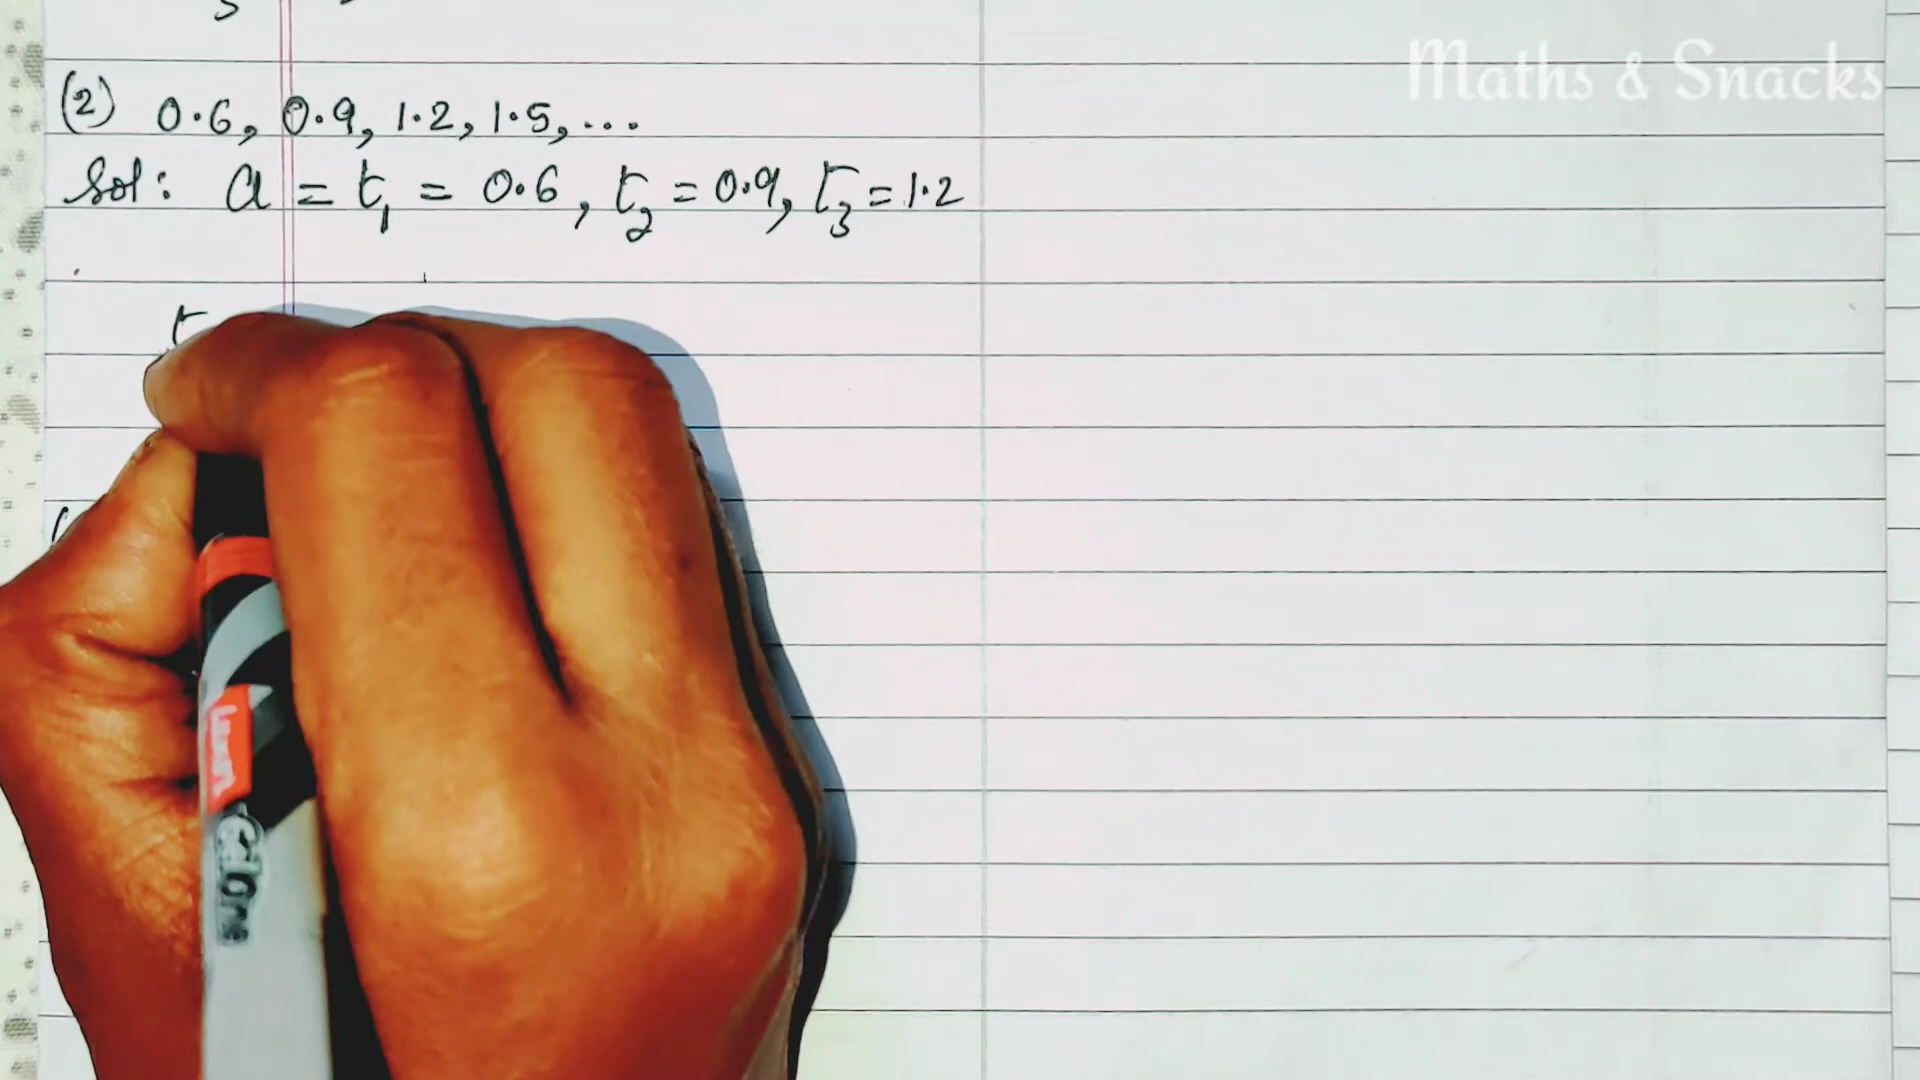 Maths & Snacks
(2) 0.6, 0.9, 1.2, 1.5, ...
Sol: a = t₁ = 0.6, t₂ = 0.9, t₃ = 1.2
t